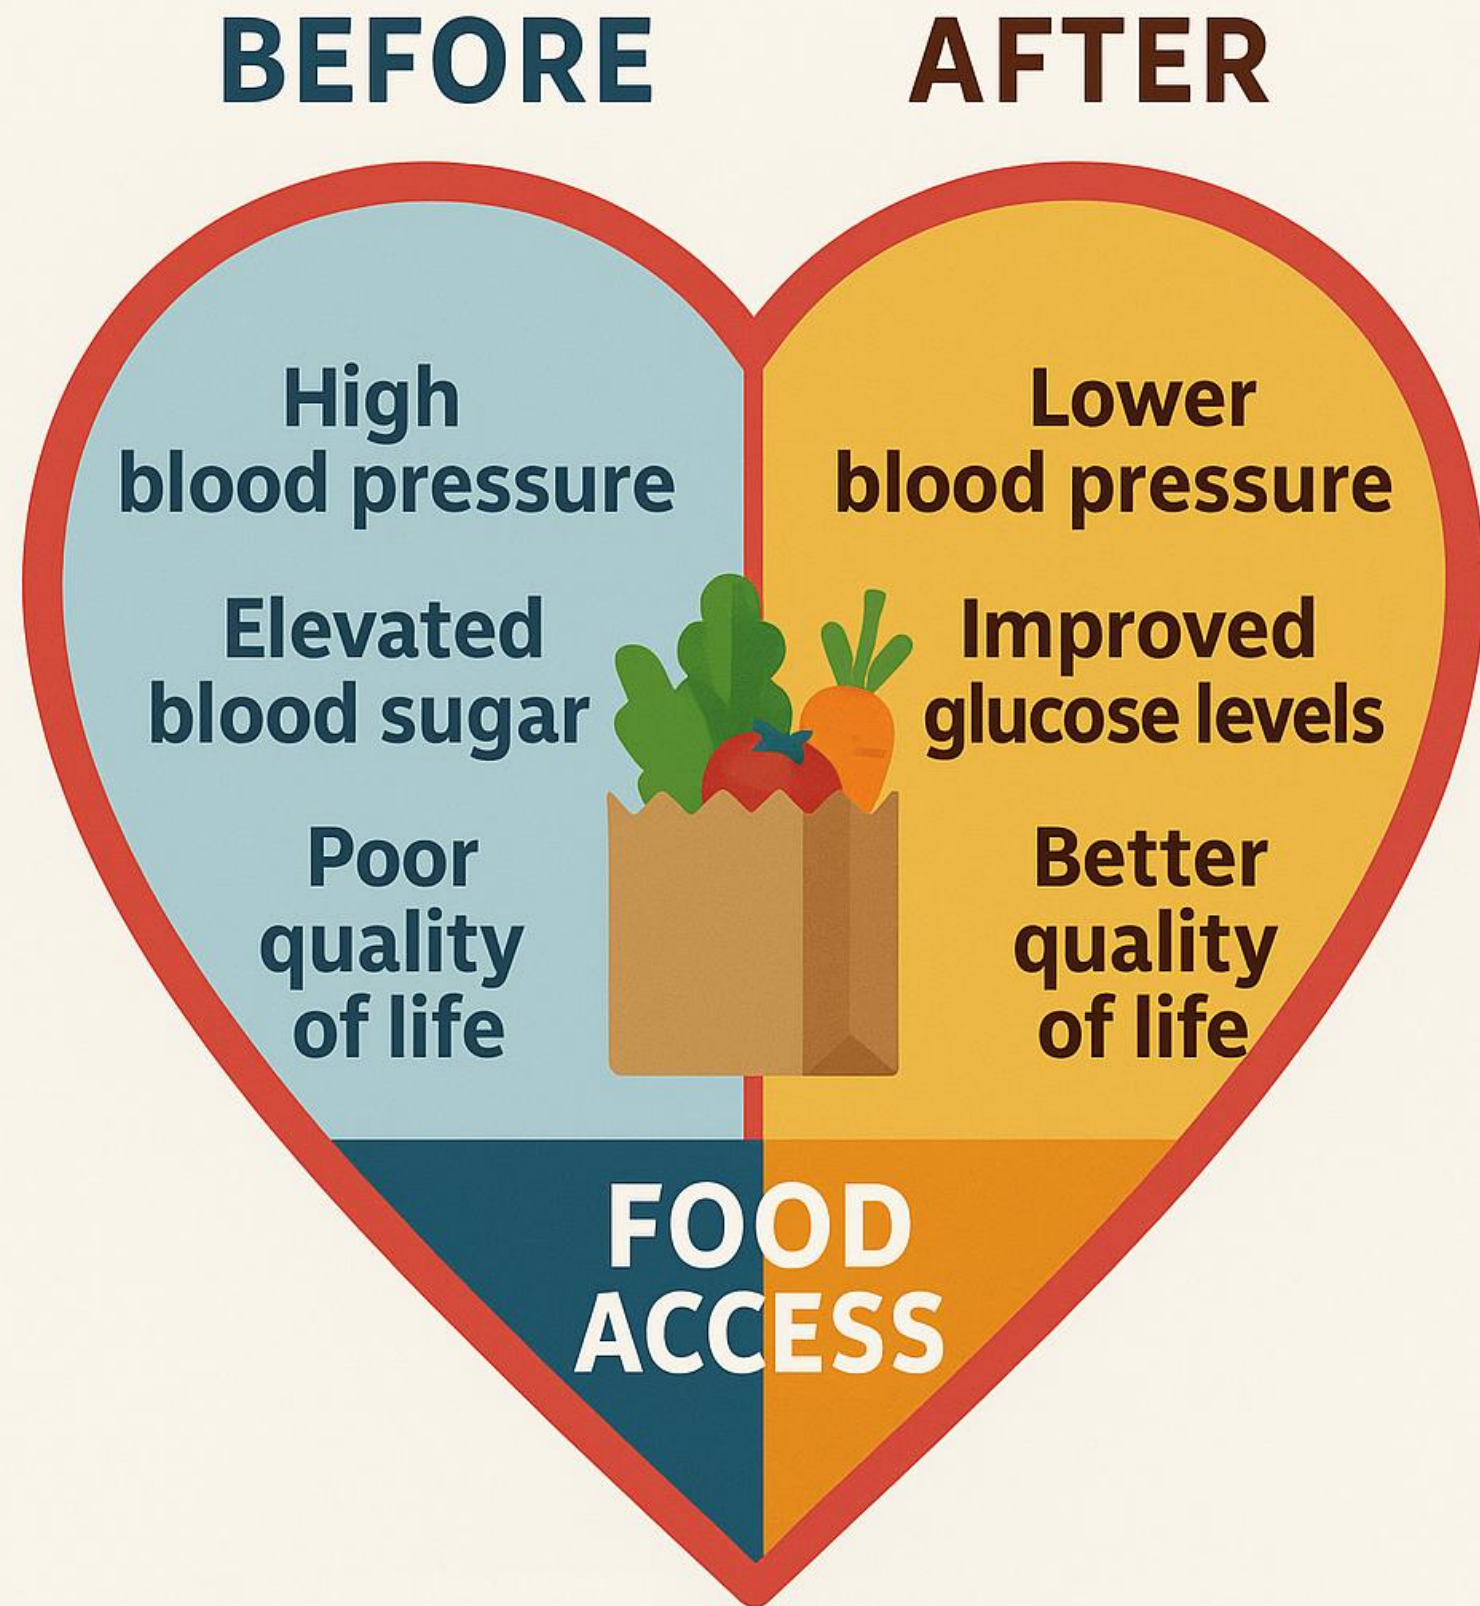 BEFORE
AFTER
High
blood pressure
Elevated
blood sugar
Poor
quality
of life
Lower
blood pressure
Improved
glucose levels
Better
quality
of life
FOOD
ACCESS